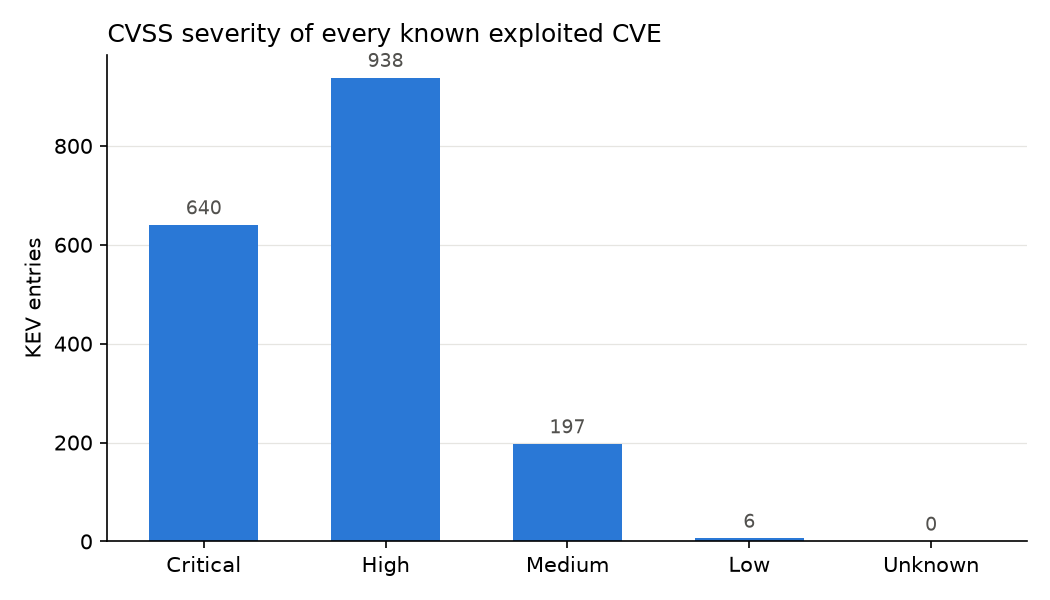 CVSS severity of every known exploited CVE
938
800
640
600
KEV entries
400
197
200
6
0
0
Critical
High
Medium
Low
Unknown